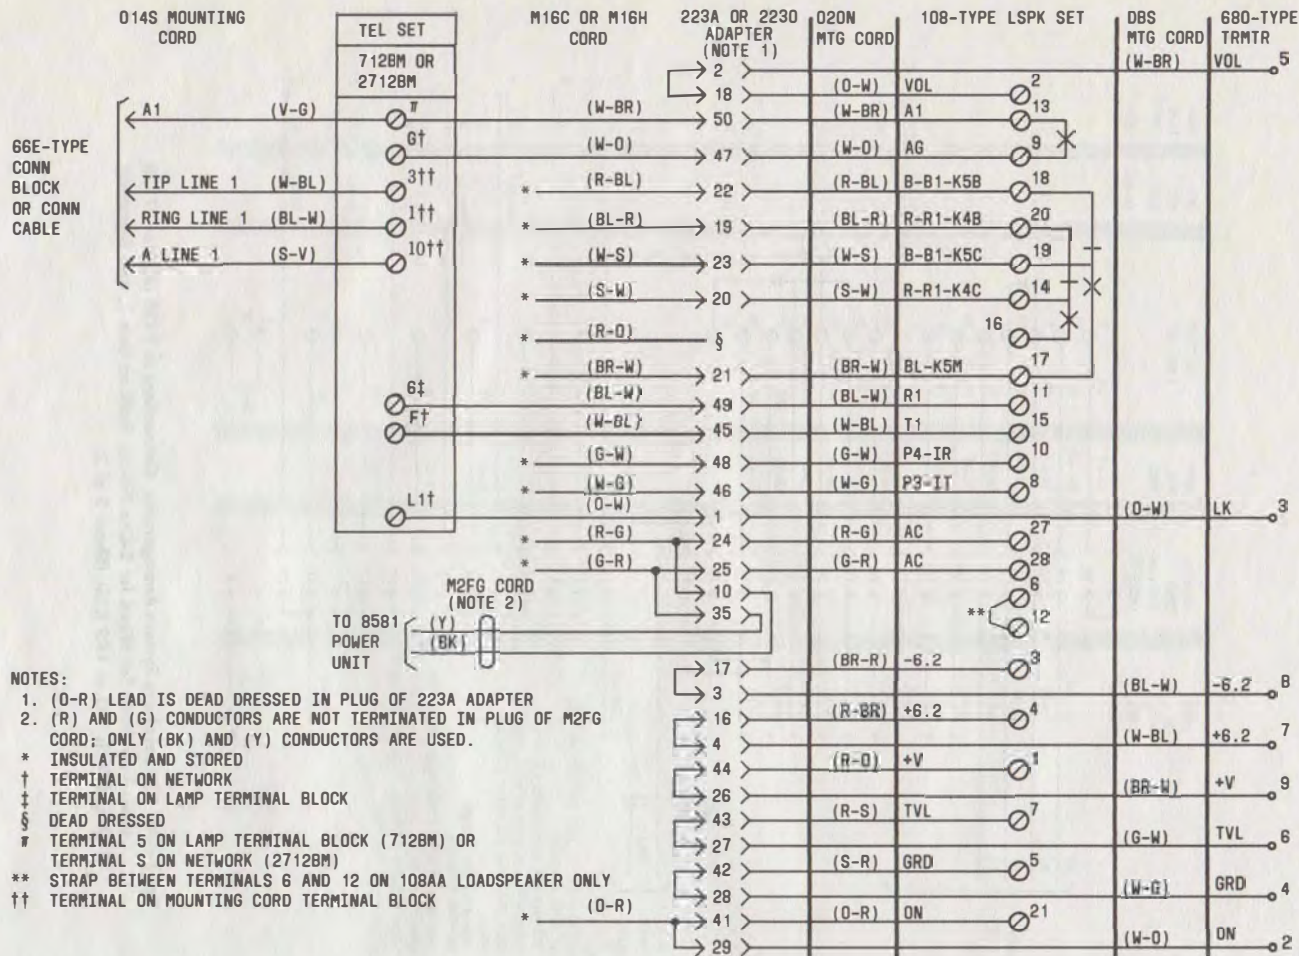 014S MOUNTING CORD
TEL SET
M16C OR M16H CORD
223A OR 2230 ADAPTER (NOTE 1)
020N MTG CORD
108-TYPE LSPK SET
DBS MTG CORD
680-TYPE TRMTR
712BM OR
2712BM
2 (W-BR) VOL 5
18 (O-W) VOL 2
A1 (V-G) π (W-BR) 50 (W-BR) A1 13
G† (W-O) 47 (W-O) AG 9
66E-TYPE
CONN
BLOCK
OR CONN
CABLE
TIP LINE 1 (W-BL) 3†† * (R-BL) 22 (R-BL) B-B1-K5B 18
RING LINE 1 (BL-W) 1†† * (BL-R) 19 (BL-R) R-R1-K4B 20
A LINE 1 (S-V) 10†† * (W-S) 23 (W-S) B-B1-K5C 19
* (S-W) 20 (S-W) R-R1-K4C 14
* (R-O) § 16
* (BR-W) 21 (BR-W) BL-K5M 17
6‡ (BL-W) 49 (BL-W) R1 11
F† (W-BL) 45 (W-BL) T1 15
* (G-W) 48 (G-W) P4-IR 10
* (W-G) 46 (W-G) P3-IT 8
L1† (O-W) 1 (O-W) LK 3
* (R-G) 24 (R-G) AC 27
* (G-R) 25 (G-R) AC 28
10 6
35 ** 12
M2FG CORD
(NOTE 2)
TO 8581
POWER
UNIT
(Y)
(BK)
17 (BR-R) -6.2 3
3 (BL-W) -6.2 8
16 (R-BR) +6.2 4
4 (W-BL) +6.2 7
44 (R-O) +V 1
26 (BR-W) +V 9
43 (R-S) TVL 7
27 (G-W) TVL 6
42 (S-R) GRD 5
28 (W-G) GRD 4
* (O-R) 41 (O-R) ON 21
29 (W-O) ON 2
NOTES:
1. (O-R) LEAD IS DEAD DRESSED IN PLUG OF 223A ADAPTER
2. (R) AND (G) CONDUCTORS ARE NOT TERMINATED IN PLUG OF M2FG
CORD; ONLY (BK) AND (Y) CONDUCTORS ARE USED.
* INSULATED AND STORED
† TERMINAL ON NETWORK
‡ TERMINAL ON LAMP TERMINAL BLOCK
§ DEAD DRESSED
π TERMINAL 5 ON LAMP TERMINAL BLOCK (712BM) OR
TERMINAL S ON NETWORK (2712BM)
** STRAP BETWEEN TERMINALS 6 AND 12 ON 108AA LOADSPEAKER ONLY
†† TERMINAL ON MOUNTING CORD TERMINAL BLOCK